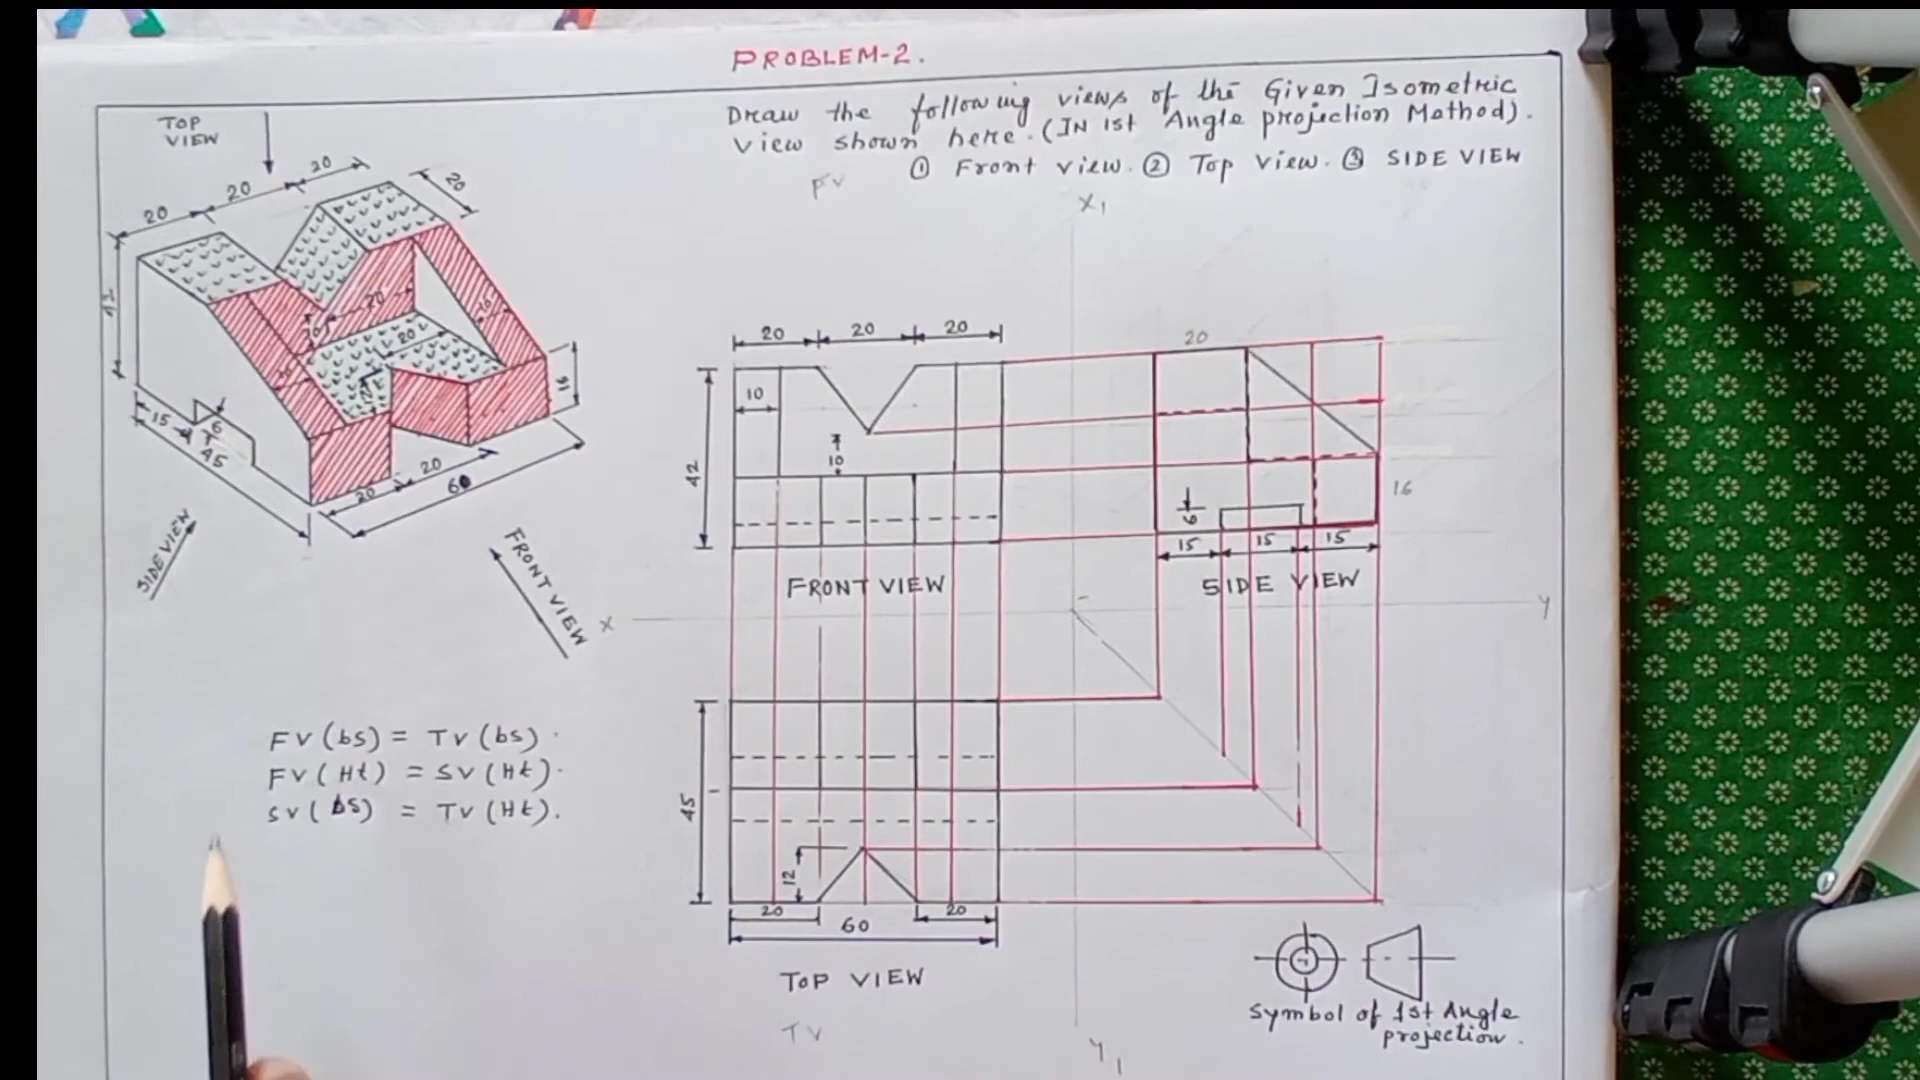 PROBLEM-2.
Draw the following views of the Given Isometric
View shown here. (IN 1st Angle projection Method).
① Front view. ② Top View. ③ SIDE VIEW
FV
X1
TOP
VIEW
20
20
20
20
42
20
10
20
10
12
16
15
6
45
20
20
60
SIDE VIEW
FRONT VIEW
20
20
20
10
10
42
FRONT VIEW
20
16
6
15
15
15
SIDE VIEW
X
Y
FV (bs) = TV (bs).
FV (Ht) = SV (Ht).
SV (bs) = TV (Ht).
45
12
20
20
60
TOP VIEW
TV
Y1
Symbol of 1st Angle
projection.